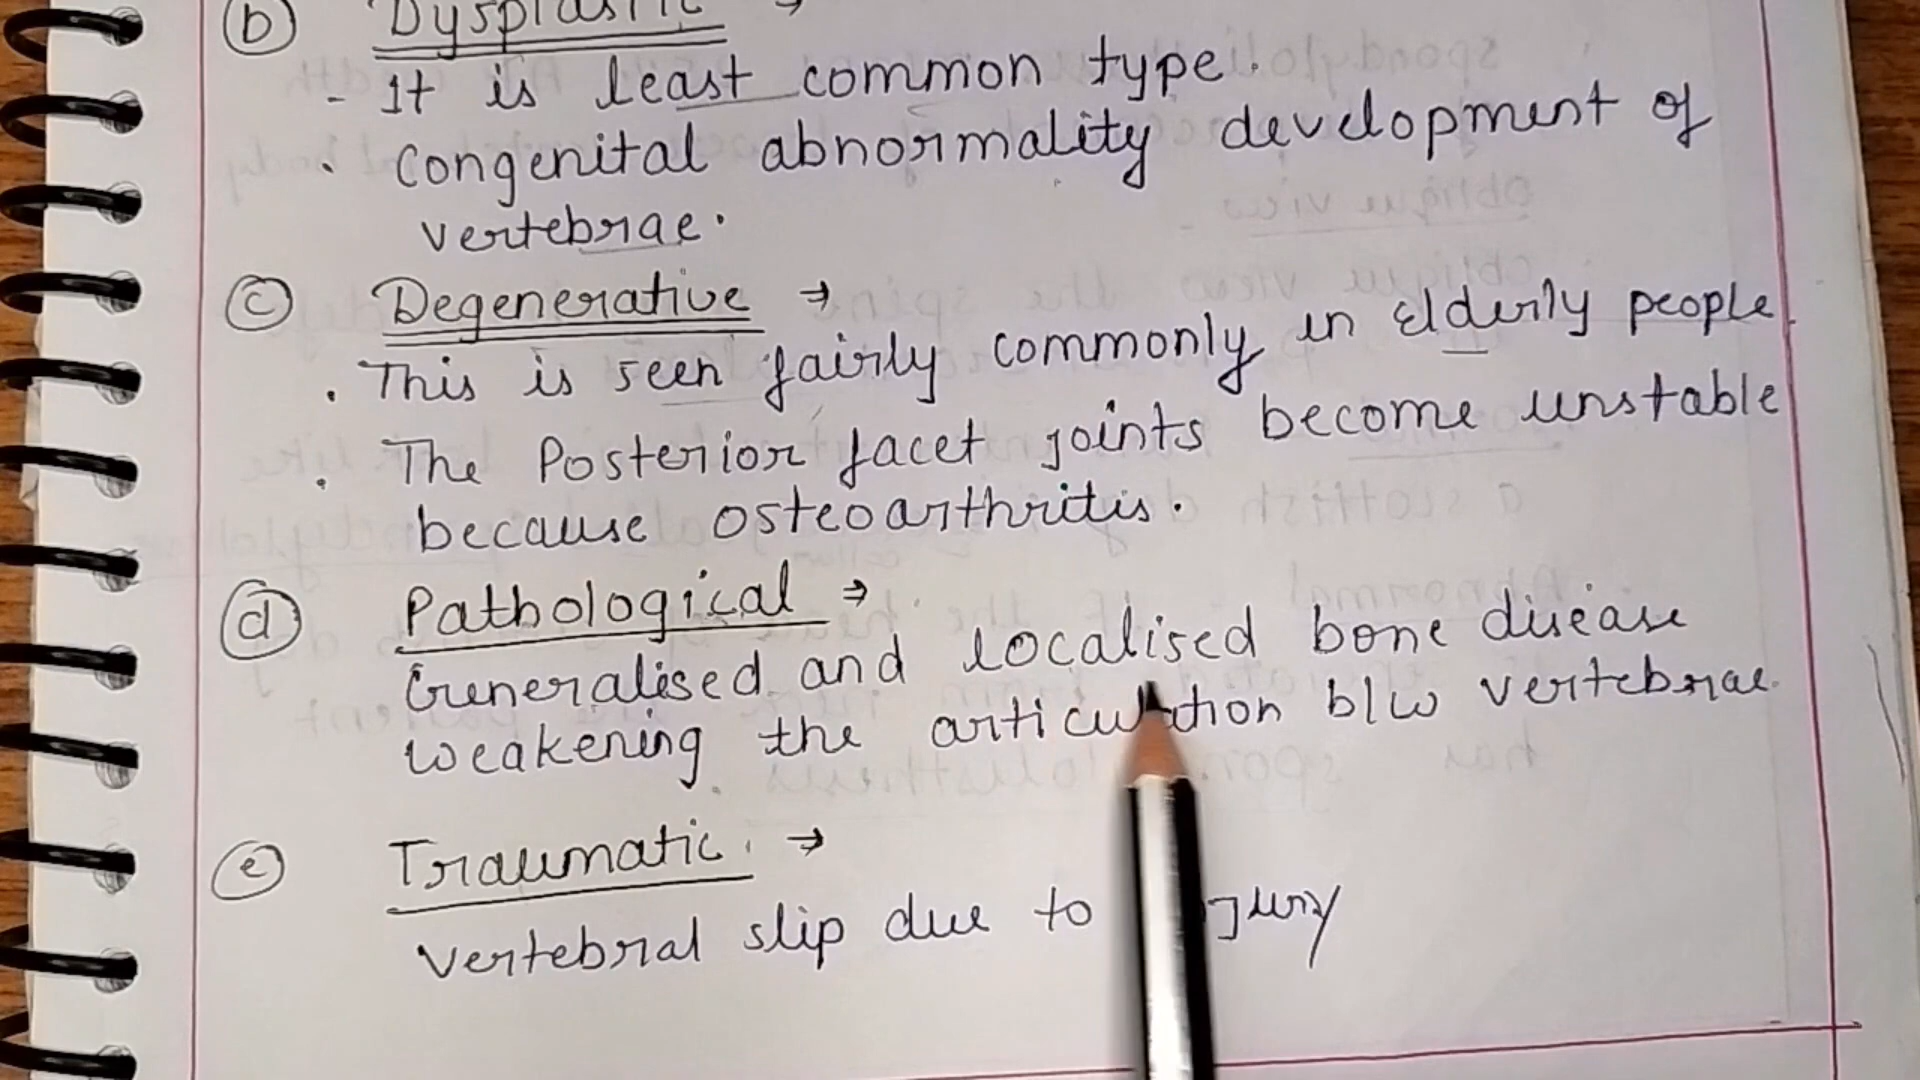 b Dysplastic →
- It is least common type.
. Congenital abnormality development of
vertebrae.
c Degenerative →
. This is seen fairly commonly in elderly people.
. The Posterior facet joints become unstable
because osteoarthritis.
d Pathological →
Generalised and localised bone disease
weakening the articulation b/w vertebrae.
e Traumatic. →
vertebral slip due to